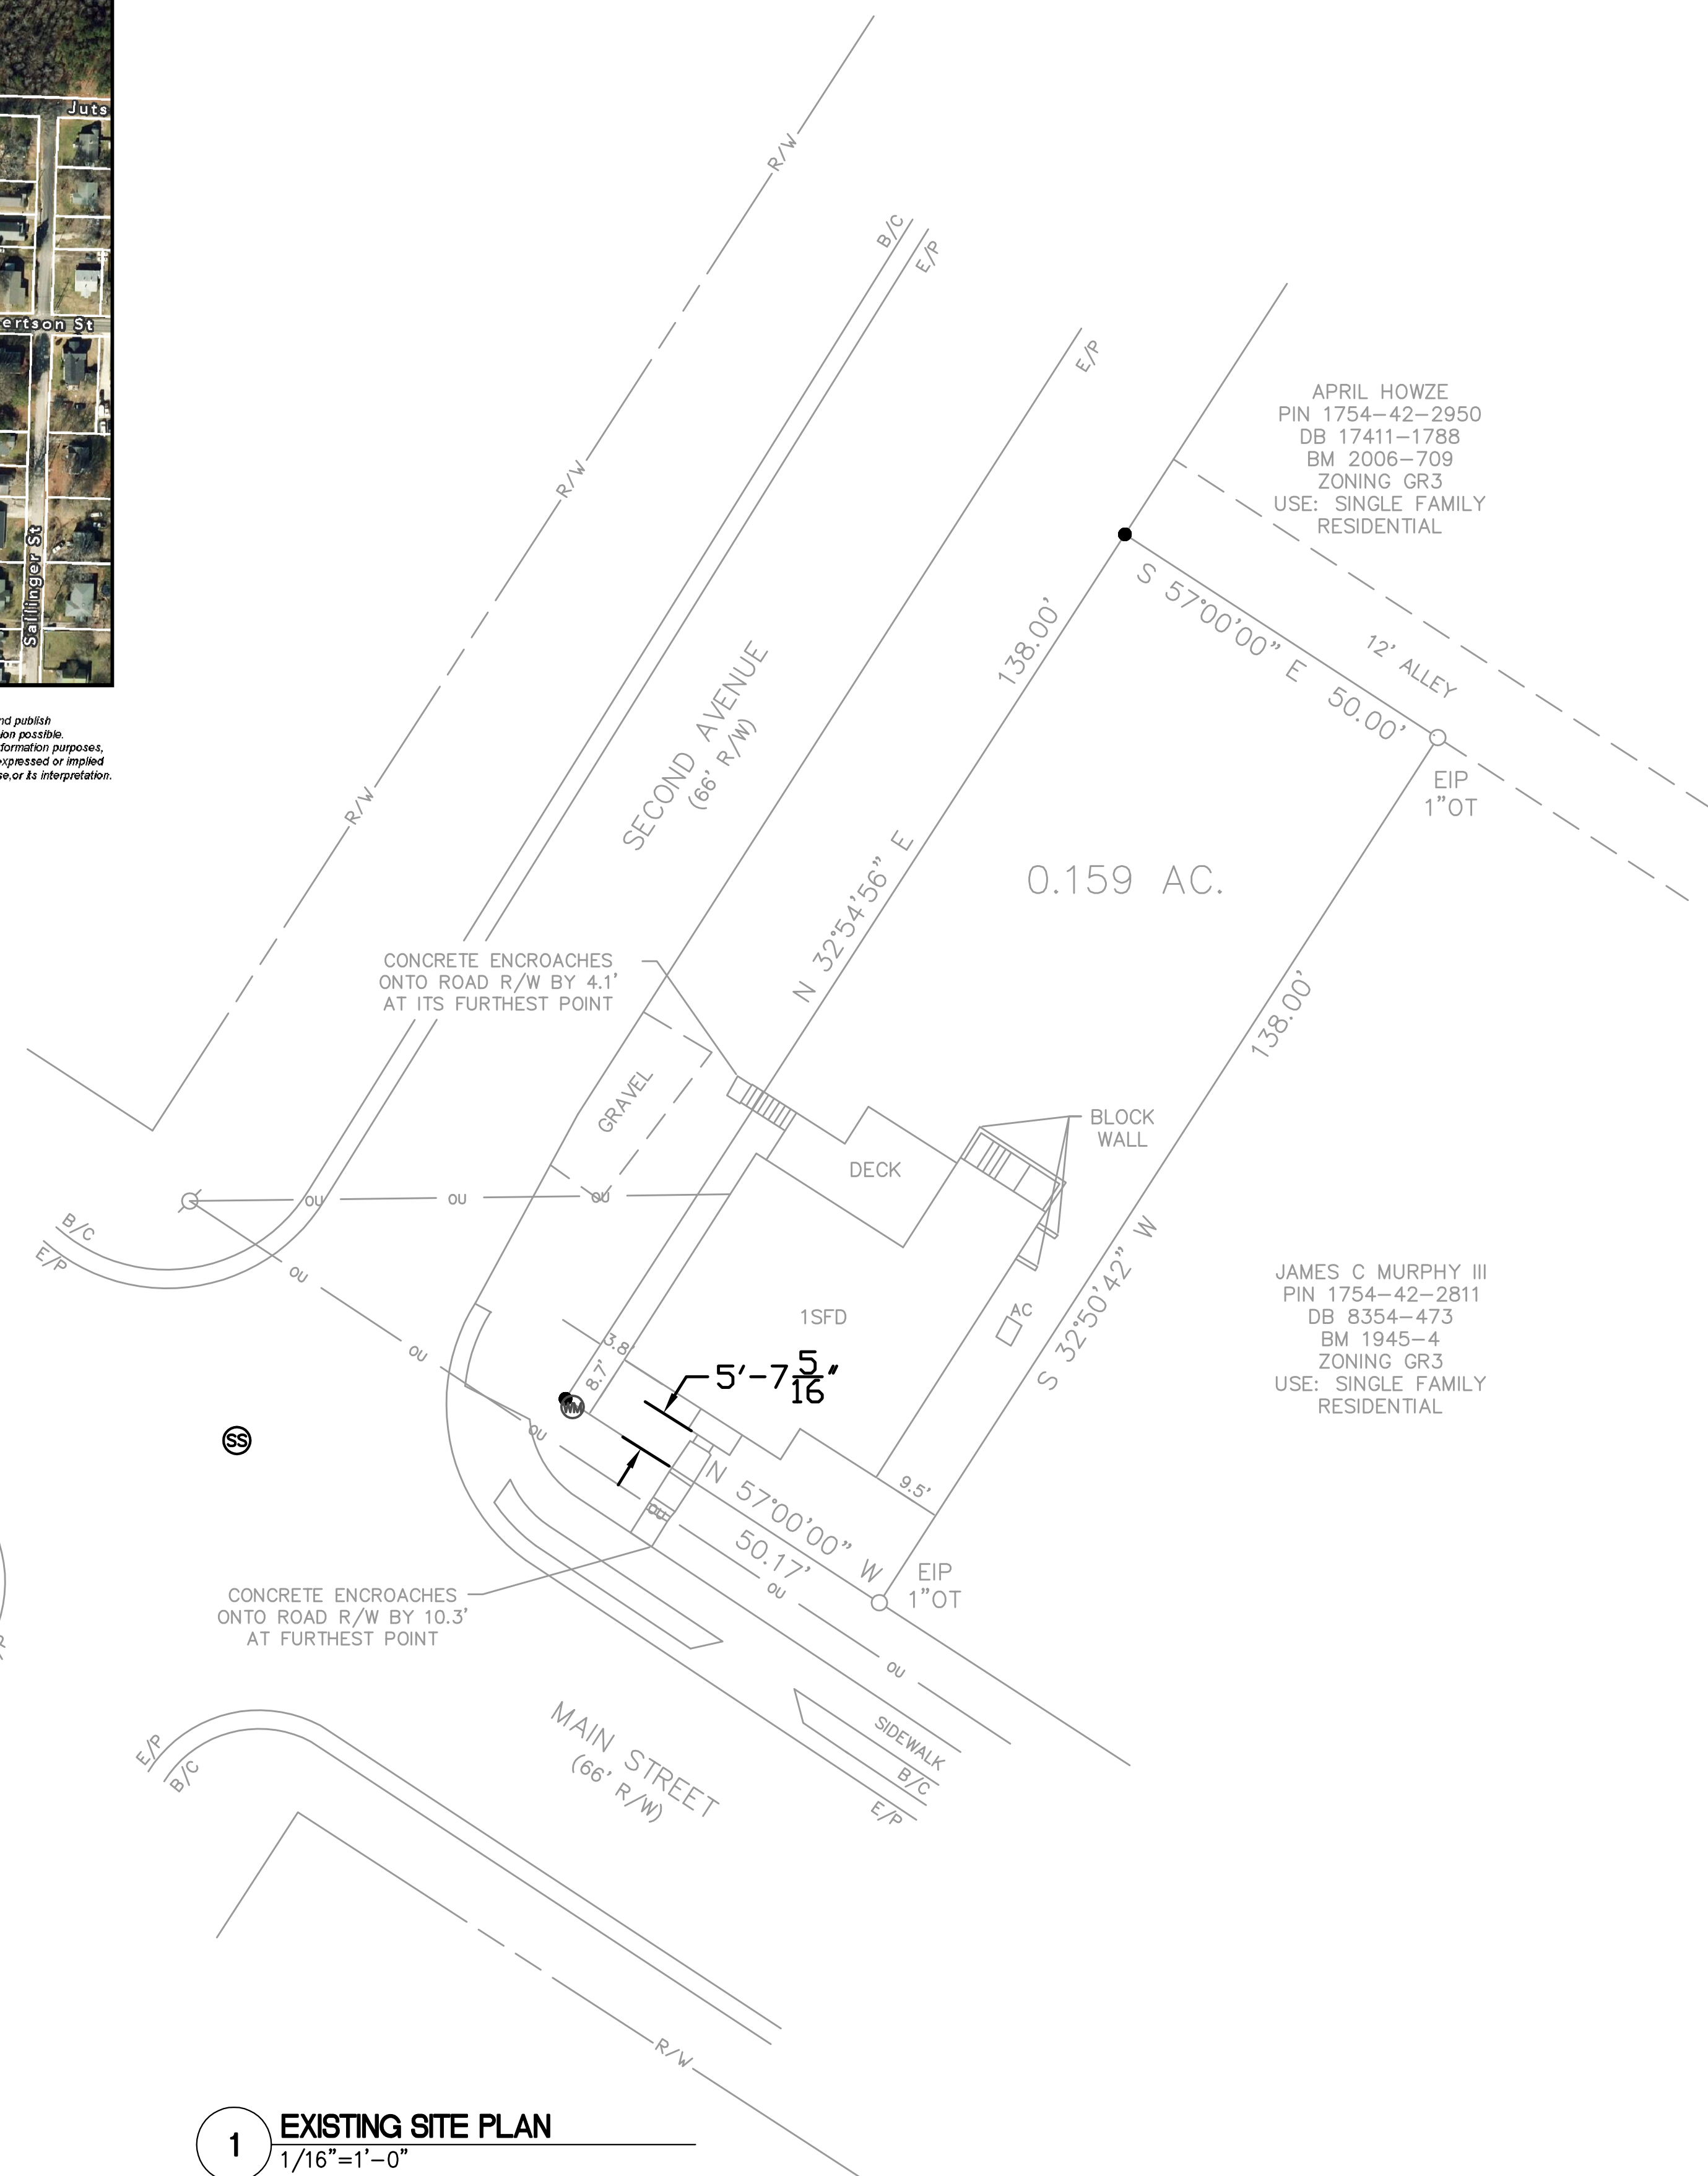 Juts
ertson St
Sallinger St
nd publish
ion possible.
formation purposes,
expressed or implied
se,or its interpretation.
R/W
B/C
E/P
E/P
R/W
R/W
APRIL HOWZE
PIN 1754-42-2950
DB 17411-1788
BM 2006-709
ZONING GR3
USE: SINGLE FAMILY
RESIDENTIAL
S 57°00'00" E 50.00'
12' ALLEY
138.00'
EIP
1"OT
SECOND AVENUE
(66' R/W)
N 32°54'56" E
0.159 AC.
CONCRETE ENCROACHES
ONTO ROAD R/W BY 4.1'
AT ITS FURTHEST POINT
138.00'
GRAVEL
BLOCK
WALL
DECK
OU
OU
OU
B/C
E/P
OU
OU
OU
S 32°50'42" W
AC
1SFD
JAMES C MURPHY III
PIN 1754-42-2811
DB 8354-473
BM 1945-4
ZONING GR3
USE: SINGLE FAMILY
RESIDENTIAL
3.8'
8.7'
5'-7 5/16"
WM
SS
9.5'
N 57°00'00" W
50.17'
OU
OU
OU
EIP
1"OT
CONCRETE ENCROACHES
ONTO ROAD R/W BY 10.3'
AT FURTHEST POINT
MAIN STREET
(66' R/W)
SIDEWALK
B/C
E/P
E/P
B/C
R/W
1
EXISTING SITE PLAN
1/16"=1'-0"